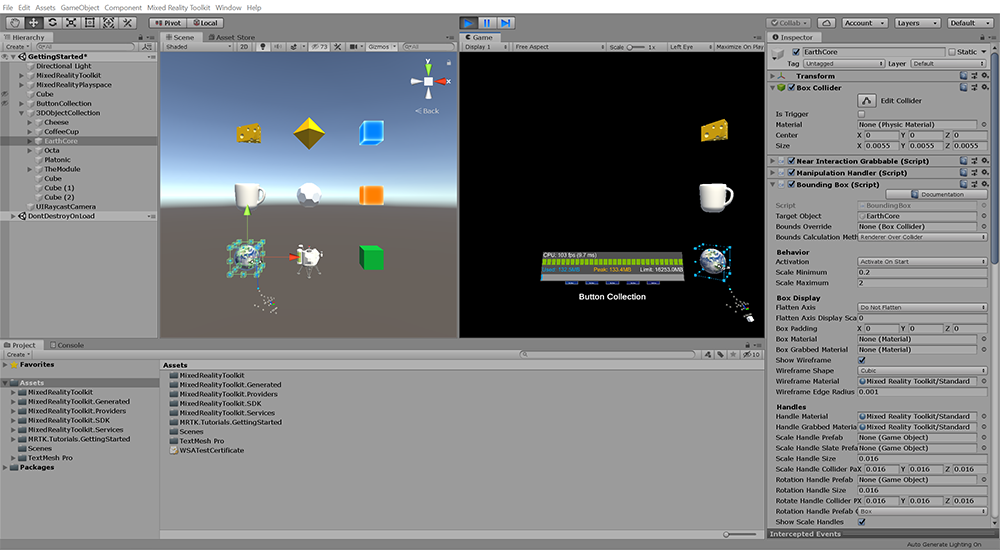 File Edit Assets GameObject Component Mixed Reality Toolkit Window Help
Pivot Local
Collab Account Layers Default
Hierarchy
Create All
GettingStarted*
Directional Light
MixedRealityToolkit
MixedRealityPlayspace
Cube
ButtonCollection
3DObjectCollection
Cheese
CoffeeCup
EarthCore
Octa
Platonic
TheModule
Cube
Cube (1)
Cube (2)
UIRaycastCamera
DontDestroyOnLoad
Scene Asset Store
Shaded 2D 73 Gizmos All
y
x
Back
Game
Display 1 Free Aspect Scale 1x Left Eye Maximize On Play
CPU: 103 fps (9.7 ms)
Used: 132.5MB Peak: 133.4MB Limit: 16253.0MB
Button Collection
Inspector
EarthCore Static
Tag Untagged Layer Default
Transform
Box Collider
Edit Collider
Is Trigger
Material None (Physic Material)
Center X 0 Y 0 Z 0
Size X 0.0055 Y 0.0055 Z 0.0055
Near Interaction Grabbable (Script)
Manipulation Handler (Script)
Bounding Box (Script)
Documentation
Script BoundingBox
Target Object EarthCore
Bounds Override None (Box Collider)
Bounds Calculation Meth Renderer Over Collider
Behavior
Activation Activate On Start
Scale Minimum 0.2
Scale Maximum 2
Box Display
Flatten Axis Do Not Flatten
Flatten Axis Display Sca 0
Box Padding X 0 Y 0 Z 0
Box Material None (Material)
Box Grabbed Material None (Material)
Show Wireframe
Wireframe Shape Cubic
Wireframe Material Mixed Reality Toolkit/Standard
Wireframe Edge Radius 0.001
Handles
Handle Material Mixed Reality Toolkit/Standard
Handle Grabbed Material Mixed Reality Toolkit/Standard
Scale Handle Prefab None (Game Object)
Scale Handle Slate Prefa None (Game Object)
Scale Handle Size 0.016
Scale Handle Collider Pa X 0.016 Y 0.016 Z 0.016
Rotation Handle Prefab None (Game Object)
Rotation Handle Size 0.016
Rotate Handle Collider P X 0.016 Y 0.016 Z 0.016
Rotation Handle Prefab Box
Show Scale Handles
Intercepted Events
Auto Generate Lighting On
Project Console
Create 10
Favorites
Assets
MixedRealityToolkit
MixedRealityToolkit.Generated
MixedRealityToolkit.Providers
MixedRealityToolkit.SDK
MixedRealityToolkit.Services
MRTK.Tutorials.GettingStarted
Scenes
TextMesh Pro
Packages
Assets
MixedRealityToolkit
MixedRealityToolkit.Generated
MixedRealityToolkit.Providers
MixedRealityToolkit.SDK
MixedRealityToolkit.Services
MRTK.Tutorials.GettingStarted
Scenes
TextMesh Pro
WSATestCertificate